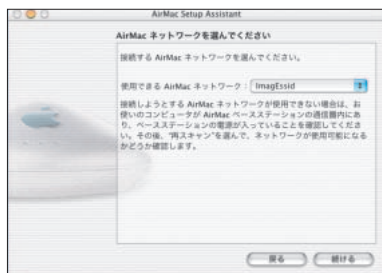 AirMac Setup Assistant
AirMac ネットワークを選んでください
接続する AirMac ネットワークを選んでください。
使用できる AirMac ネットワーク： ImagEssid
接続しようとする AirMac ネットワークが使用できない場合は、お
使いのコンピュータが AirMac ベースステーションの通信圏内にあ
り、ベースステーションの電源が入っていることを確認してくださ
い。その後、“再スキャン”を選んで、ネットワークが使用可能になる
かどうか確認します。
戻る 続ける